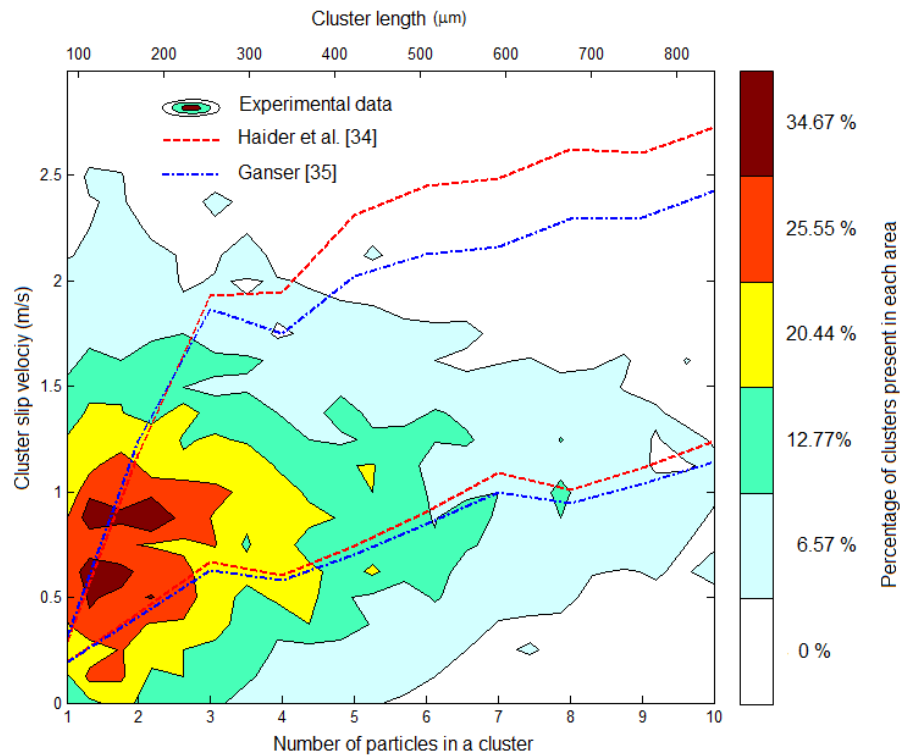 Cluster length (μm)
100 200 300 400 500 600 700 800
Experimental data
Haider et al. [34]
Ganser [35]
2.5
2
1.5
1
0.5
0
Cluster slip velociy (m/s)
1 2 3 4 5 6 7 8 9 10
Number of particles in a cluster
34.67 %
25.55 %
20.44 %
12.77%
6.57 %
0 %
Percentage of clusters present in each area